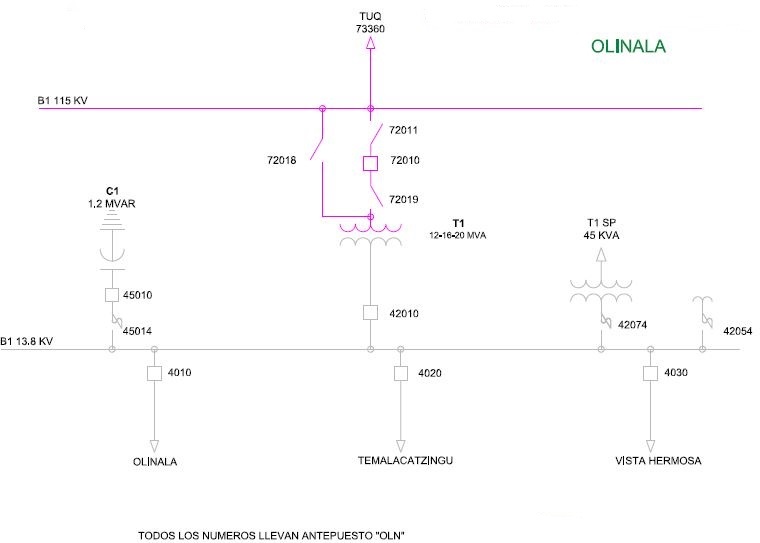 TUQ
73360
OLINALA
B1 115 KV
72011
72018
72010
72019
C1
1.2 MVAR
T1
12-16-20 MVA
T1 SP
45 KVA
45010
42010
45014
42074
42054
B1 13.8 KV
4010
4020
4030
OLINALA
TEMALACATZINGU
VISTA HERMOSA
TODOS LOS NUMEROS LLEVAN ANTEPUESTO "OLN"